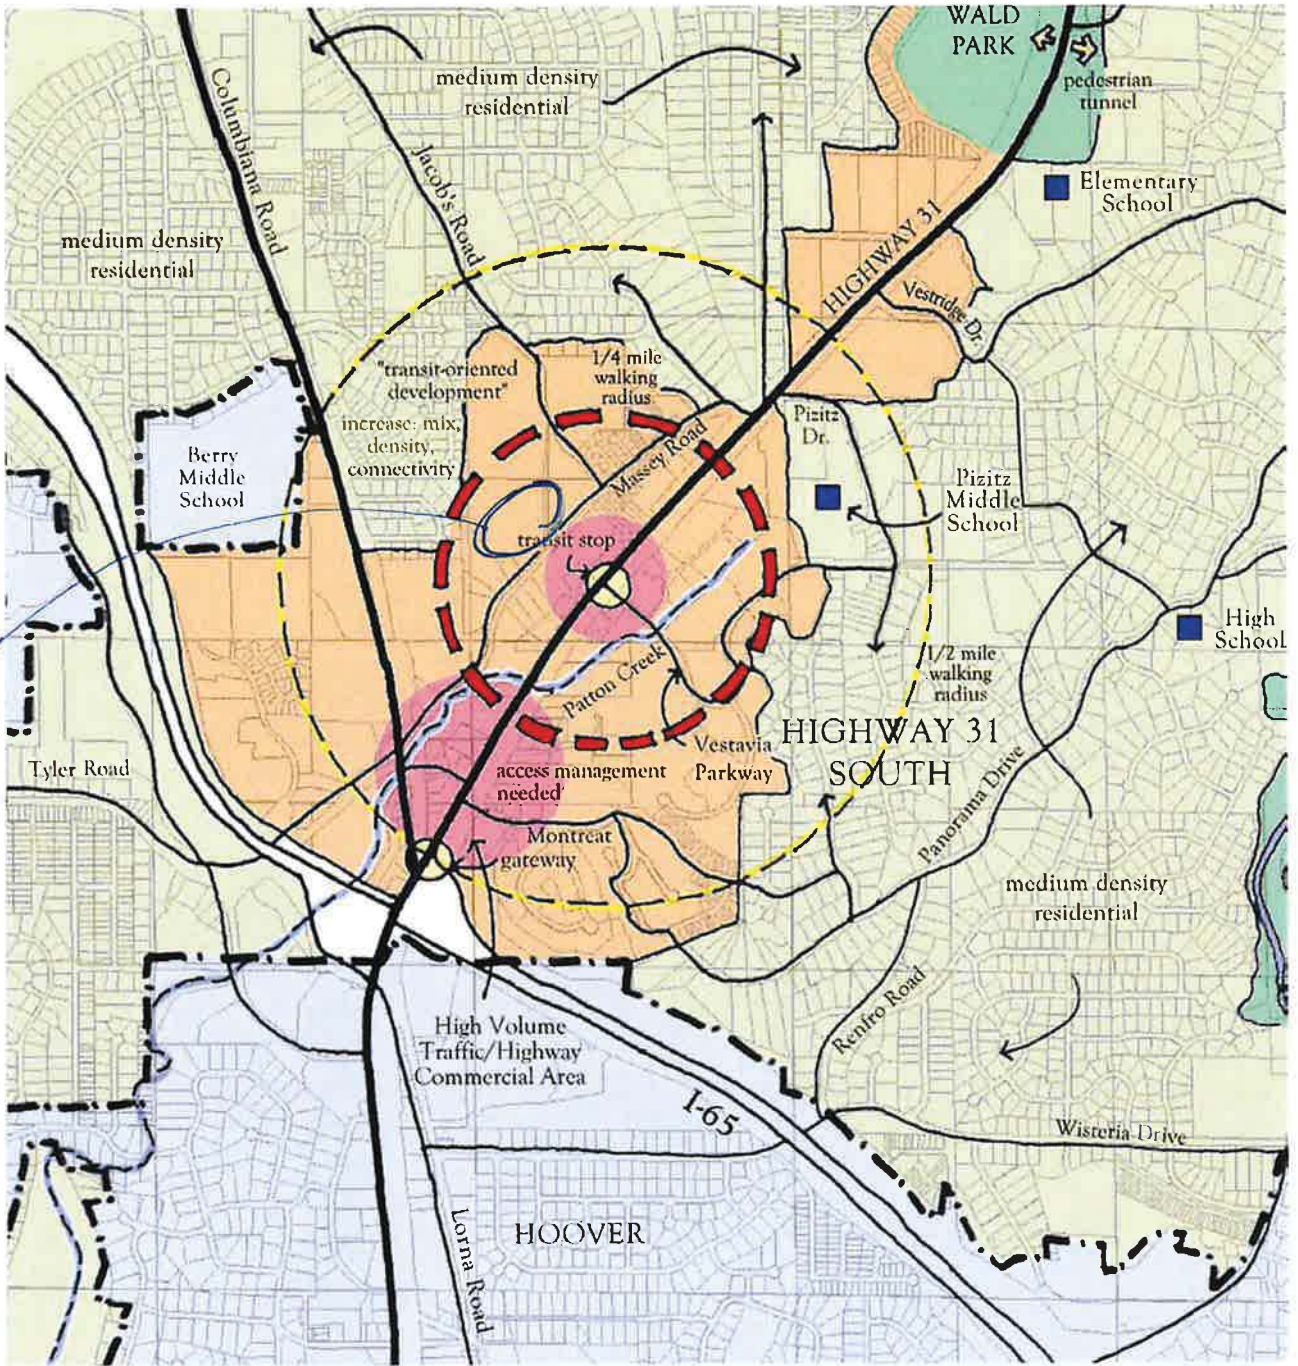 WALD
PARK
pedestrian
tunnel
medium density
residential
Columbiana Road
Jacob's Road
Elementary
School
medium density
residential
HIGHWAY 31
Vestridge Dr.
"transit-oriented
development"
increase: mix,
density,
connectivity
1/4 mile
walking
radius
Massey Road
Pizitz
Dr.
Berry
Middle
School
Pizitz
Middle
School
transit stop
High
School
1/2 mile
walking
radius
Patton Creek
Vestavia
Parkway
HIGHWAY 31
SOUTH
Tyler Road
access management
needed
Panorama Drive
Montreat
gateway
medium density
residential
Renfro Road
High Volume
Traffic/Highway
Commercial Area
I-65
Wisteria Drive
HOOVER
Lorna Road